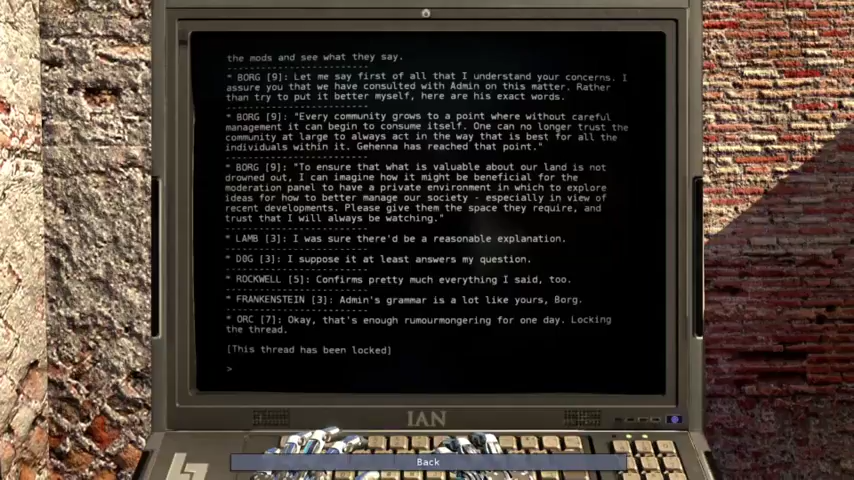 the mods and see what they say.
------------------------
* BORG [9]: Let me say first of all that I understand your concerns. I
assure you that we have consulted with Admin on this matter. Rather
than try to put it better myself, here are his exact words.
------------------------
* BORG [9]: "Every community grows to a point where without careful
management it can begin to consume itself. One can no longer trust the
community at large to always act in the way that is best for all the
individuals within it. Gehenna has reached that point."
------------------------
* BORG [9]: "To ensure that what is valuable about our land is not
drowned out, I can imagine how it might be beneficial for the
moderation panel to have a private environment in which to explore
ideas for how to better manage our society - especially in view of
recent developments. Please give them the space they require, and
trust that I will always be watching."
------------------------
* LAMB [3]: I was sure there'd be a reasonable explanation.
------------------------
* DOG [3]: I suppose it at least answers my question.
------------------------
* ROCKWELL [5]: Confirms pretty much everything I said, too.
------------------------
* FRANKENSTEIN [3]: Admin's grammar is a lot like yours, Borg.
------------------------
* ORC [7]: Okay, that's enough rumourmongering for one day. Locking
the thread.
[This thread has been locked]
>
IAN
Back